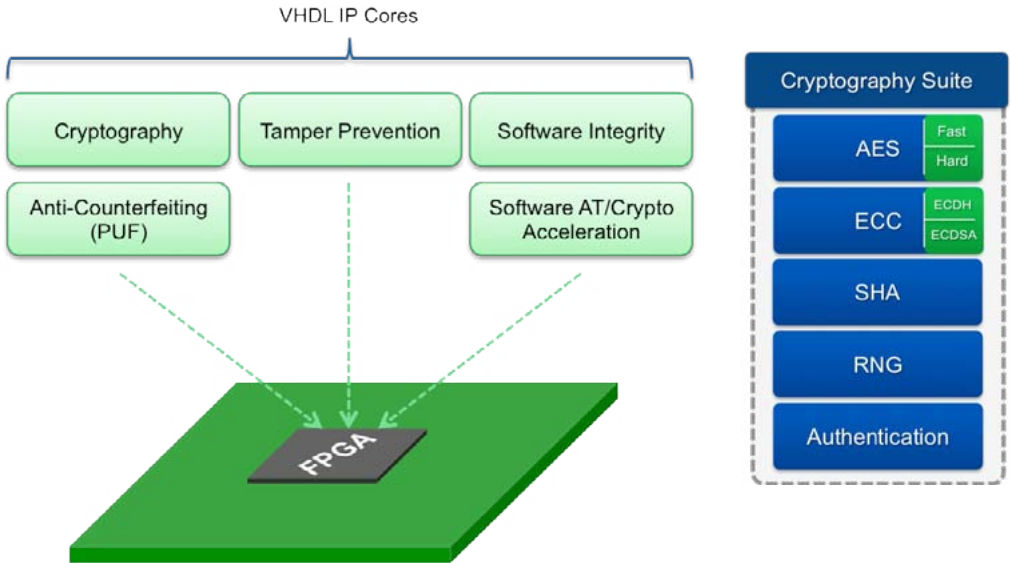 VHDL IP Cores
Cryptography
Tamper Prevention
Software Integrity
Anti-Counterfeiting
(PUF)
Software AT/Crypto
Acceleration
FPGA
Cryptography Suite
AES
Fast
Hard
ECC
ECDH
ECDSA
SHA
RNG
Authentication